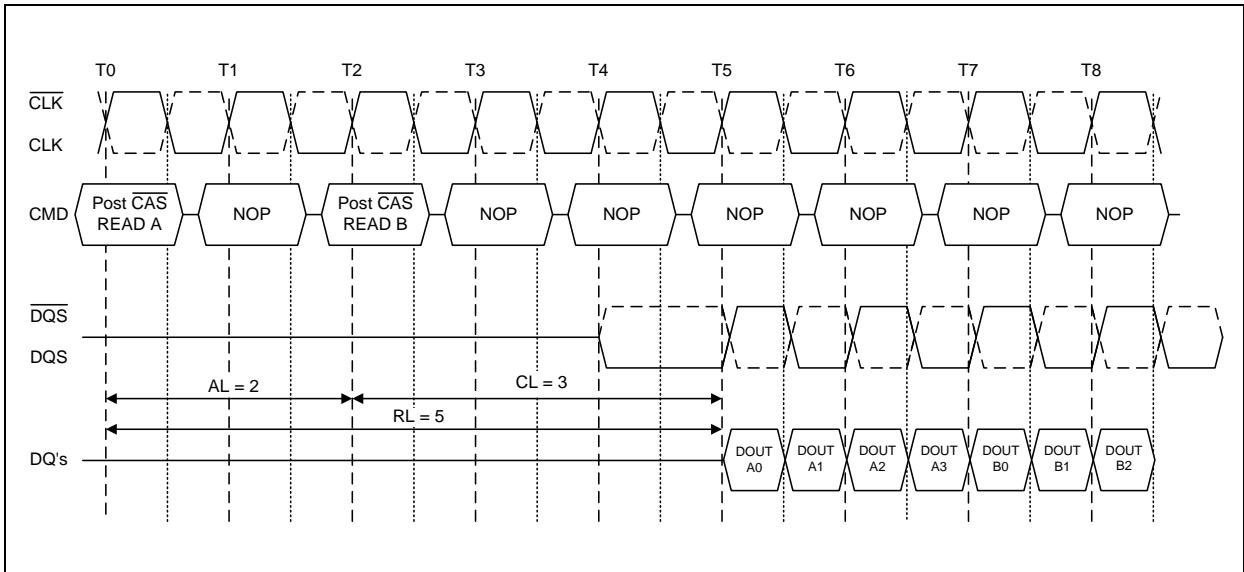 T0 T1 T2 T3 T4 T5 T6 T7 T8
CLK
CLK
CMD
Post CAS
READ A
NOP
Post CAS
READ B
NOP
NOP
NOP
NOP
NOP
NOP
DQS
DQS
AL = 2
CL = 3
RL = 5
DQ's
DOUT
A0
DOUT
A1
DOUT
A2
DOUT
A3
DOUT
B0
DOUT
B1
DOUT
B2